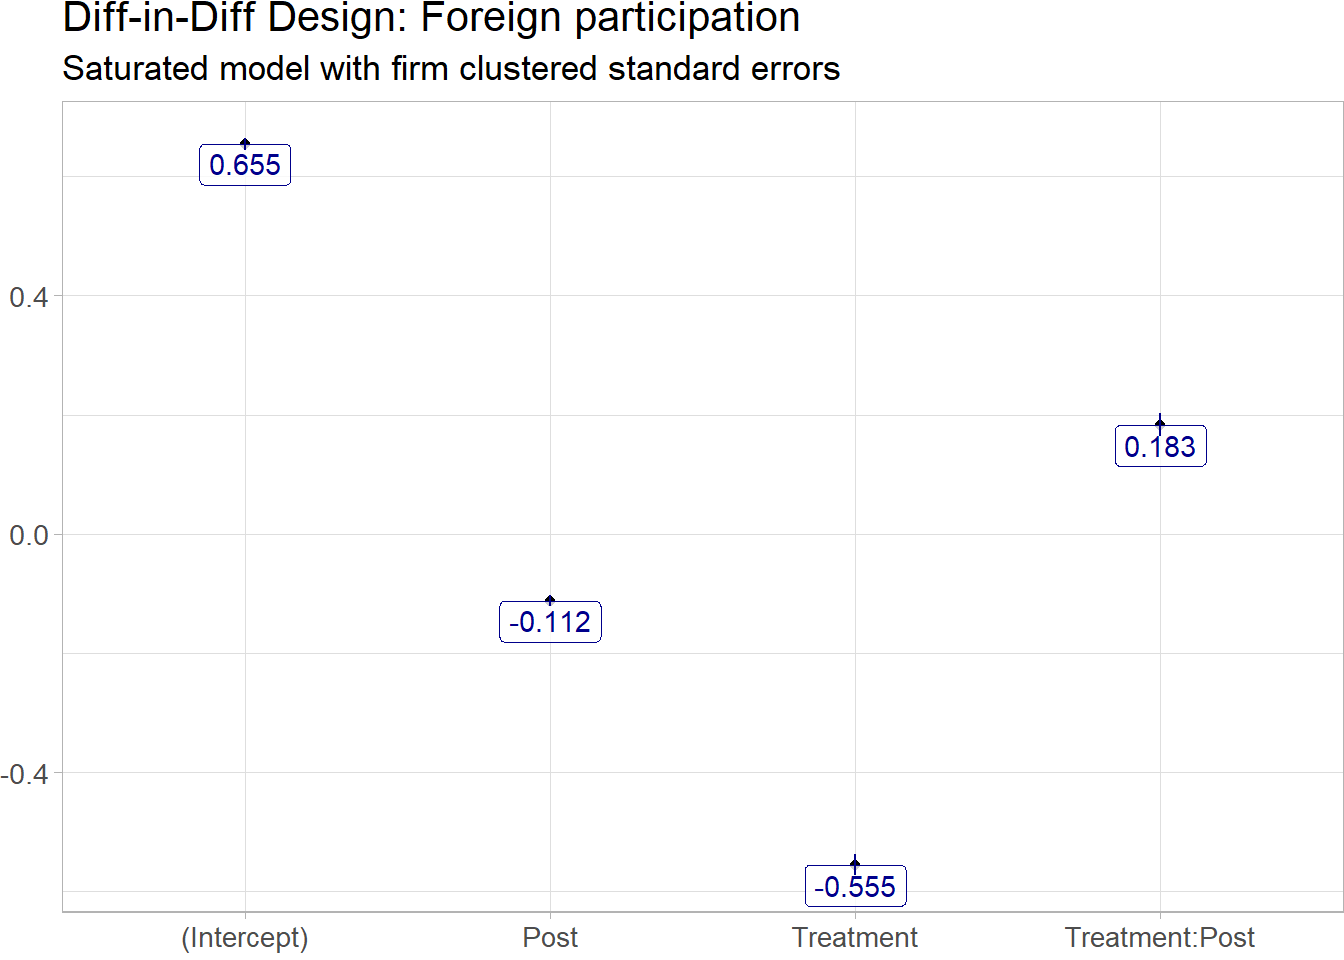 Diff-in-Diff Design: Foreign participation
Saturated model with firm clustered standard errors
0.655
0.4
0.183
0.0
-0.112
-0.4
-0.555
(Intercept) Post Treatment Treatment:Post